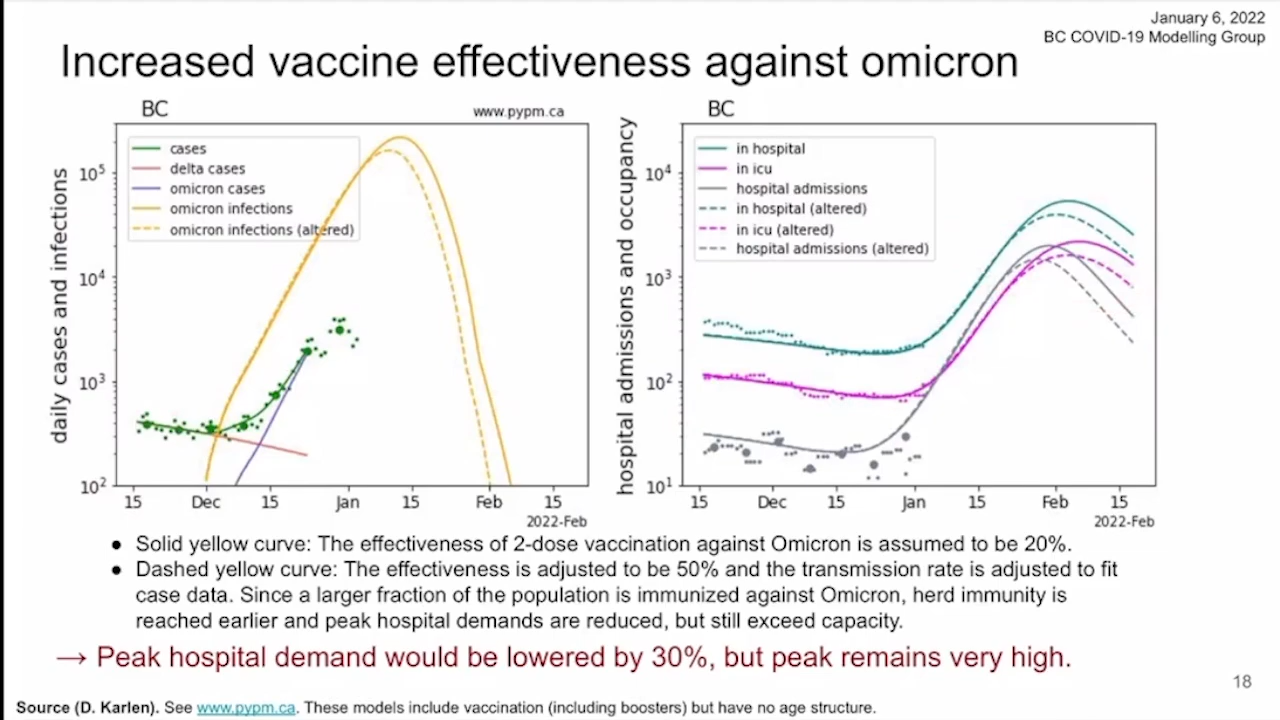 January 6, 2022
BC COVID-19 Modelling Group
Increased vaccine effectiveness against omicron
BC
www.pypm.ca
daily cases and infections
cases
delta cases
omicron cases
omicron infections
omicron infections (altered)
10⁵
10⁴
10³
10²
15 Dec 15 Jan 15 Feb 15
2022-Feb
BC
hospital admissions and occupancy
in hospital
in icu
hospital admissions
in hospital (altered)
in icu (altered)
hospital admissions (altered)
10⁴
10³
10²
10¹
15 Dec 15 Jan 15 Feb 15
2022-Feb
● Solid yellow curve: The effectiveness of 2-dose vaccination against Omicron is assumed to be 20%.
● Dashed yellow curve: The effectiveness is adjusted to be 50% and the transmission rate is adjusted to fit
case data. Since a larger fraction of the population is immunized against Omicron, herd immunity is
reached earlier and peak hospital demands are reduced, but still exceed capacity.
→ Peak hospital demand would be lowered by 30%, but peak remains very high.
18
Source (D. Karlen). See www.pypm.ca. These models include vaccination (including boosters) but have no age structure.